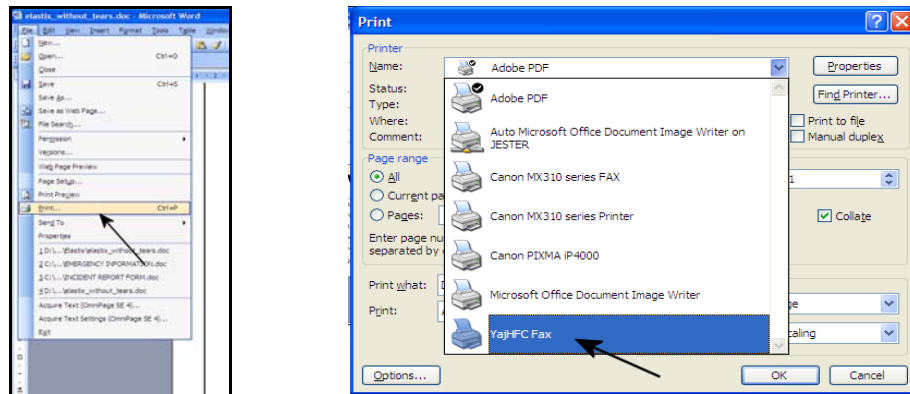 elastix_without_tears.doc - Microsoft Word
File Edit View Insert Format Tools Table Window
New...
Open... Ctrl+O
Close
Save Ctrl+S
Save As...
Save as Web Page...
File Search...
Permission
Versions...
Web Page Preview
Page Setup...
Print Preview
Print... Ctrl+P
Send To
Properties
1 D:\...\Elastix\elastix_without_tears.doc
2 C:\...\EMERGENCY INFORMATION.doc
3 C:\...\INCIDENT REPORT FORM.doc
4 D:\...\elastix_without_tears.doc
Acquire Text (OmniPage SE 4)...
Acquire Text Settings (OmniPage SE 4)...
Exit
Print
Printer
Name: Adobe PDF Properties
Status: Adobe PDF Find Printer...
Type:
Where: Auto Microsoft Office Document Image Writer on Print to file
Comment: JESTER Manual duplex
Page range
All Canon MX310 series FAX 1
Current pa
Pages: Canon MX310 series Printer Collate
Enter page nu
separated by Canon PIXMA iP4000
Print what:
Microsoft Office Document Image Writer
Print:
YajHFC Fax caling
Options... OK Cancel